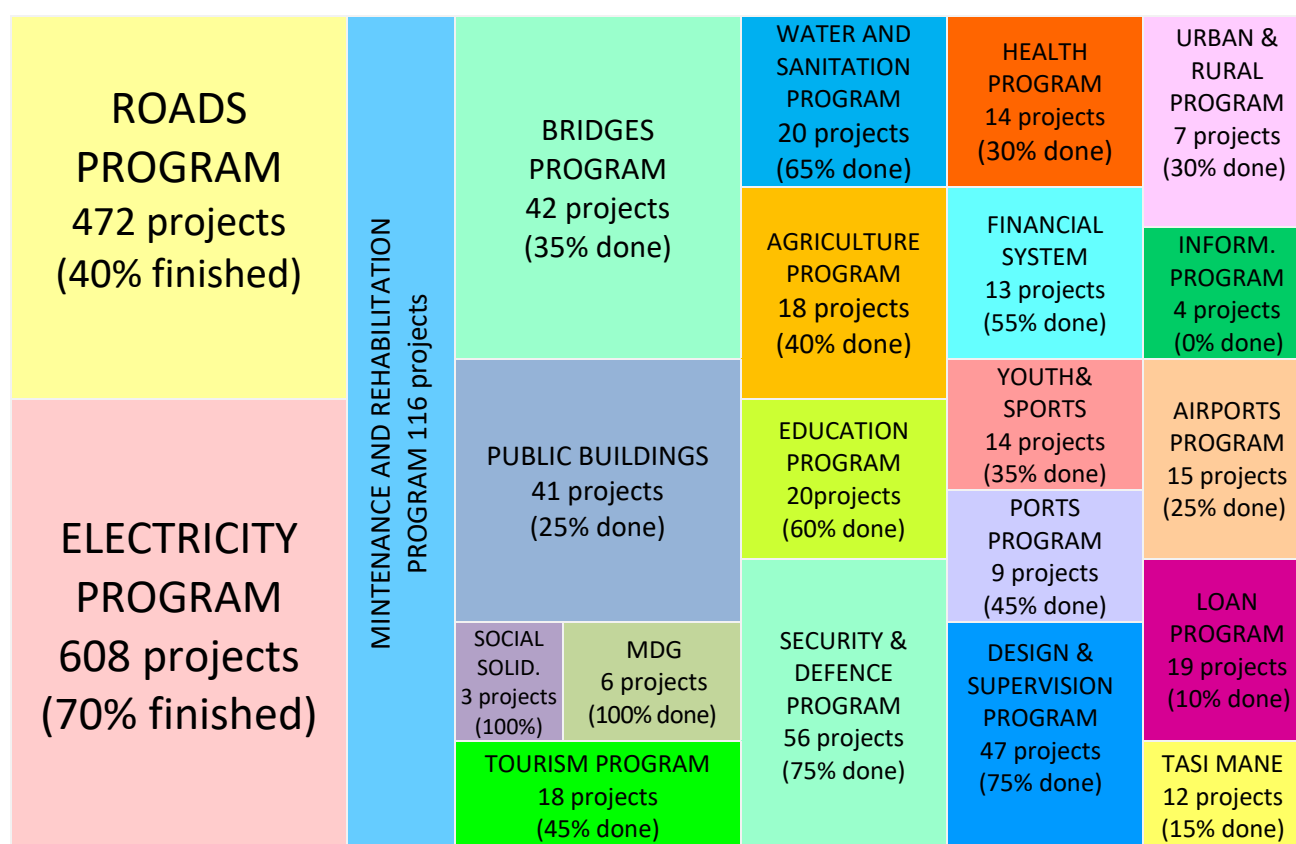 ROADS
PROGRAM
472 projects
(40% finished)
ELECTRICITY
PROGRAM
608 projects
(70% finished)
MINTENANCE AND REHABILITATION
PROGRAM 116 projects
BRIDGES
PROGRAM
42 projects
(35% done)
PUBLIC BUILDINGS
41 projects
(25% done)
SOCIAL
SOLID.
3 projects
(100%)
MDG
6 projects
(100% done)
TOURISM PROGRAM
18 projects
(45% done)
WATER AND
SANITATION
PROGRAM
20 projects
(65% done)
AGRICULTURE
PROGRAM
18 projects
(40% done)
EDUCATION
PROGRAM
20projects
(60% done)
SECURITY &
DEFENCE
PROGRAM
56 projects
(75% done)
HEALTH
PROGRAM
14 projects
(30% done)
FINANCIAL
SYSTEM
13 projects
(55% done)
YOUTH&
SPORTS
14 projects
(35% done)
PORTS
PROGRAM
9 projects
(45% done)
DESIGN &
SUPERVISION
PROGRAM
47 projects
(75% done)
URBAN &
RURAL
PROGRAM
7 projects
(30% done)
INFORM.
PROGRAM
4 projects
(0% done)
AIRPORTS
PROGRAM
15 projects
(25% done)
LOAN
PROGRAM
19 projects
(10% done)
TASI MANE
12 projects
(15% done)